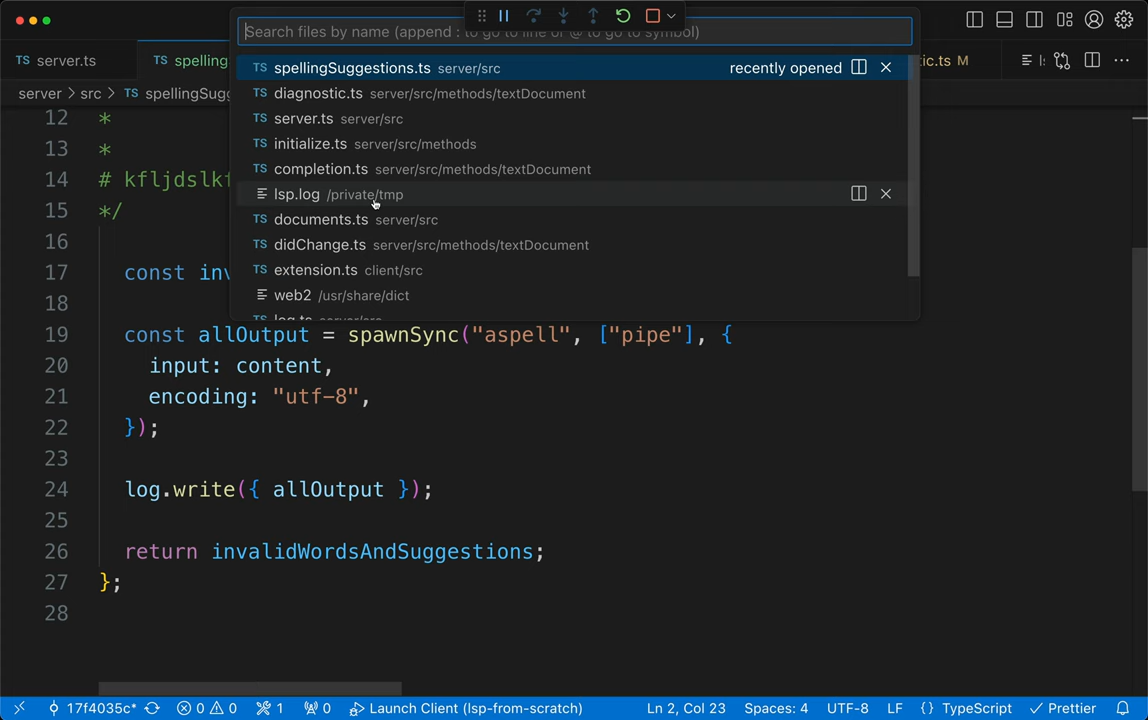 Search files by name (append : to go to line or @ to go to symbol)
TS server.ts
TS spelling
tic.ts M
server > src > TS spellingSugg
TS spellingSuggestions.ts server/src recently opened
TS diagnostic.ts server/src/methods/textDocument
TS server.ts server/src
TS initialize.ts server/src/methods
TS completion.ts server/src/methods/textDocument
lsp.log /private/tmp
TS documents.ts server/src
TS didChange.ts server/src/methods/textDocument
TS extension.ts client/src
web2 /usr/share/dict
TS log.ts server/src
12 *
13 *
14 # kfljdslkf
15 */
16
17 const inv
18
19 const allOutput = spawnSync("aspell", ["pipe"], {
20 input: content,
21 encoding: "utf-8",
22 });
23
24 log.write({ allOutput });
25
26 return invalidWordsAndSuggestions;
27 };
28
17f4035c* 0 0 1 0 Launch Client (lsp-from-scratch) Ln 2, Col 23 Spaces: 4 UTF-8 LF {} TypeScript Prettier